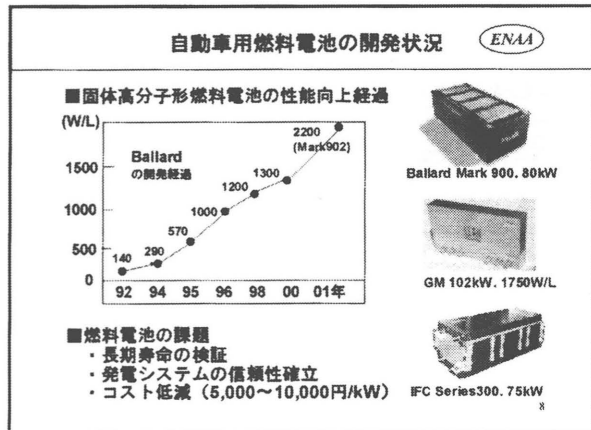 自動車用燃料電池の開発状況
ENAA
■固体高分子形燃料電池の性能向上経過
(W/L)
2200
(Mark902)
Ballard
の開発経過
1500
1300
1200
1000
1000
570
500
290
140
0
92 94 95 96 98 00 01年
Ballard Mark 900. 80kW
GM 102kW. 1750W/L
IFC Series300. 75kW
■燃料電池の課題
・長期寿命の検証
・発電システムの信頼性確立
・コスト低減（5,000～10,000円/kW）
8